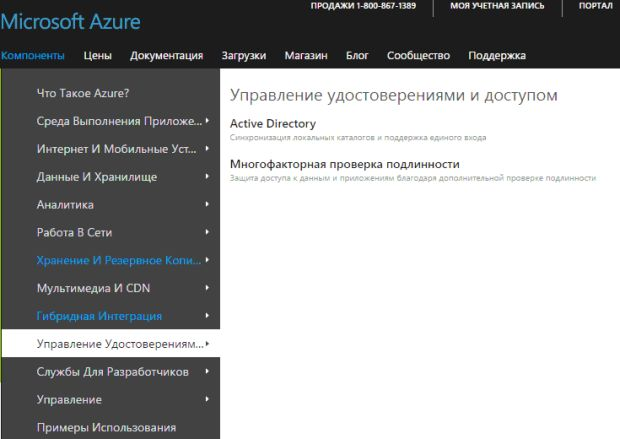 ПРОДАЖИ 1-800-867-1389 МОЯ УЧЕТНАЯ ЗАПИСЬ ПОРТАЛ
Microsoft Azure
Компоненты Цены Документация Загрузки Магазин Блог Сообщество Поддержка
Что Такое Azure?
Среда Выполнения Приложе...
Интернет И Мобильные Уст...
Данные И Хранилище
Аналитика
Работа В Сети
Хранение И Резервное Копи...
Мультимедиа И CDN
Гибридная Интеграция
Управление Удостоверениям...
Службы Для Разработчиков
Управление
Примеры Использования
Управление удостоверениями и доступом
Active Directory
Синхронизация локальных каталогов и поддержка единого входа
Многофакторная проверка подлинности
Защита доступа к данным и приложениям благодаря дополнительной проверке подлинности